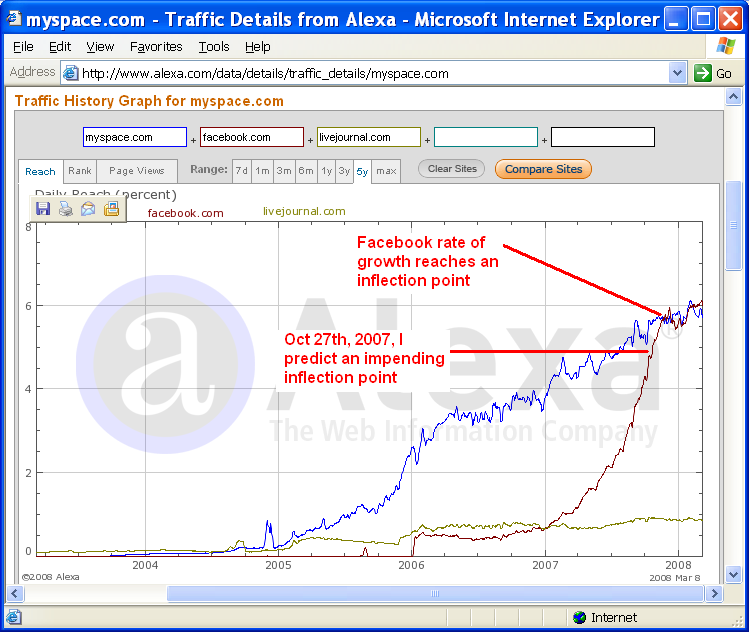 myspace.com - Traffic Details from Alexa - Microsoft Internet Explorer
File Edit View Favorites Tools Help
Address http://www.alexa.com/data/details/traffic_details/myspace.com Go
Traffic History Graph for myspace.com
myspace.com + facebook.com + livejournal.com + +
Reach Rank Page Views Range: 7d 1m 3m 6m 1y 3y 5y max Clear Sites Compare Sites
Daily Reach (percent)
facebook.com livejournal.com
8
Facebook rate of
growth reaches an
inflection point
6
Oct 27th, 2007, I
predict an impending
inflection point
a Alexa
4
The Web Information Company
®
2
0
2004 2005 2006 2007 2008
©2008 Alexa 2008 Mar 8
Internet